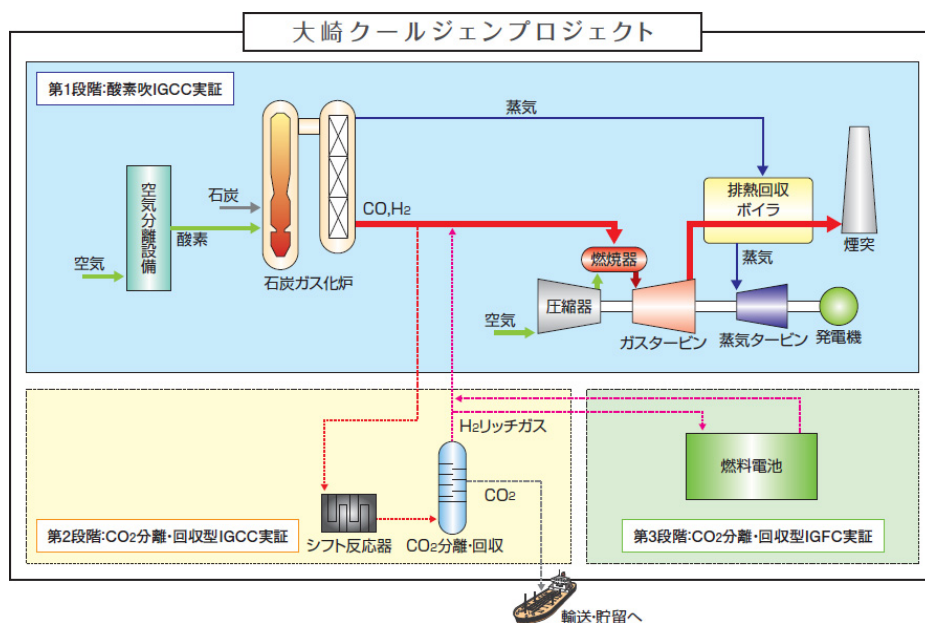 大崎クールジェンプロジェクト
第1段階:酸素吹IGCC実証
蒸気
空気分離設備
石炭
酸素
空気
石炭ガス化炉
CO,H2
排熱回収
ボイラ
煙突
燃焼器
蒸気
圧縮器
空気
ガスタービン
蒸気タービン
発電機
H2リッチガス
CO2
シフト反応器
CO2分離・回収
第2段階:CO2分離・回収型IGCC実証
燃料電池
第3段階:CO2分離・回収型IGFC実証
輸送・貯留へ